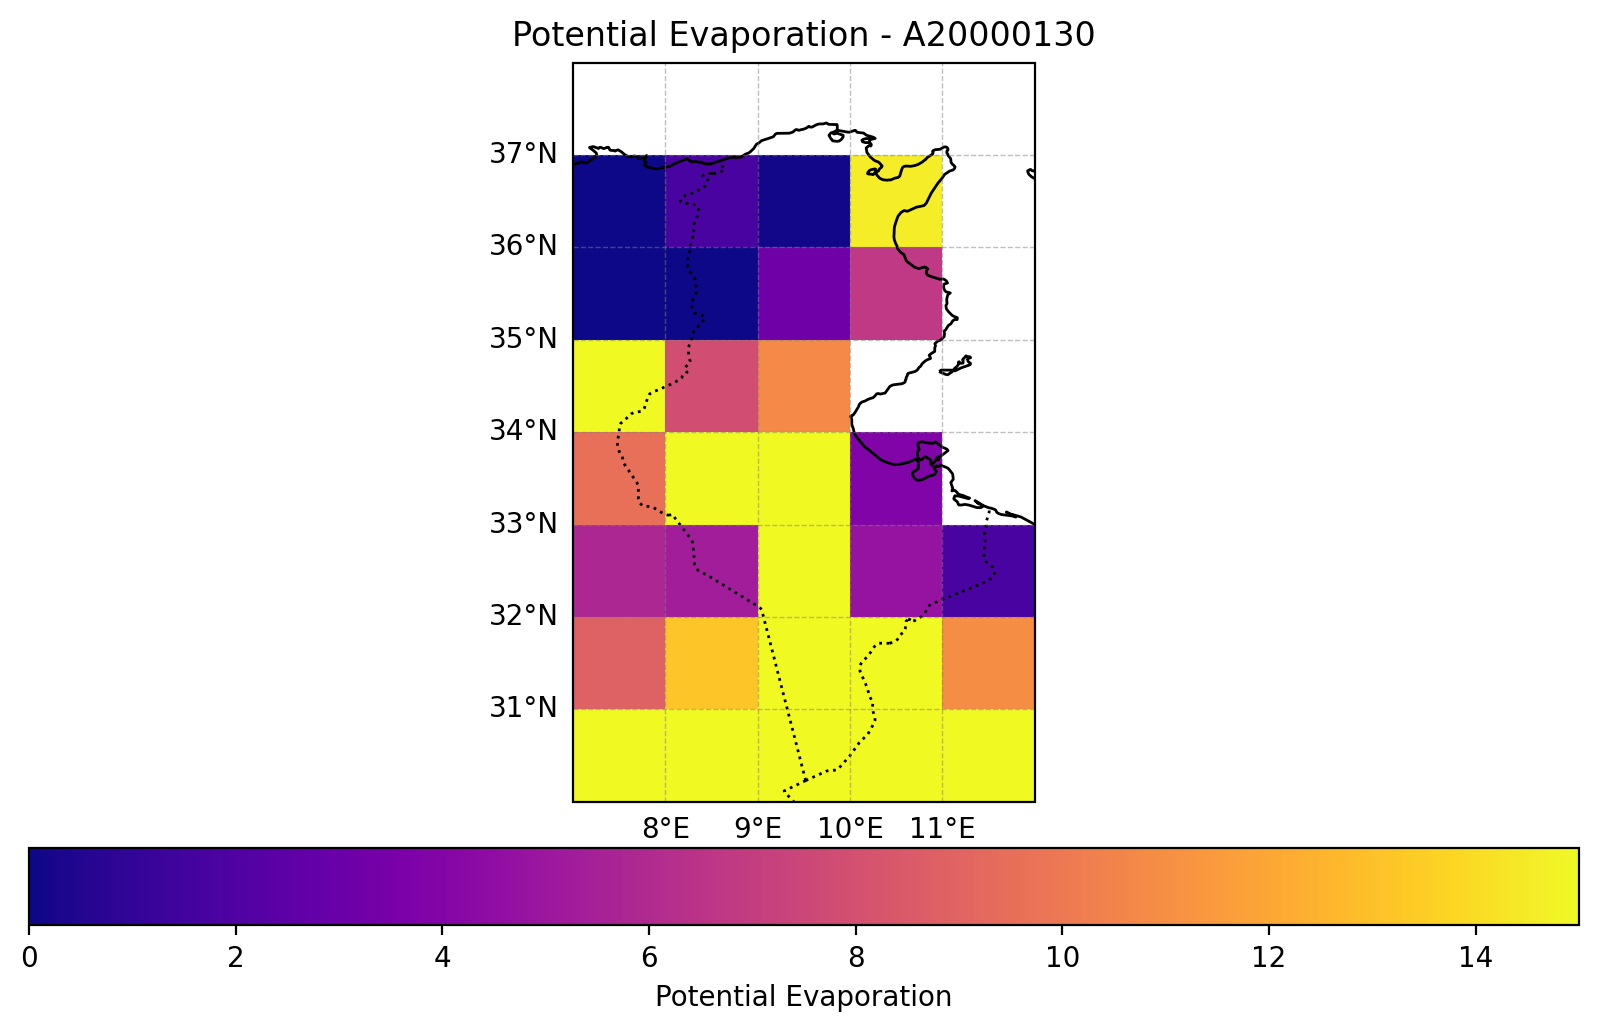 Potential Evaporation - A20000130
37°N
36°N
35°N
34°N
33°N
32°N
31°N
8°E 9°E 10°E 11°E
0 2 4 6 8 10 12 14
Potential Evaporation